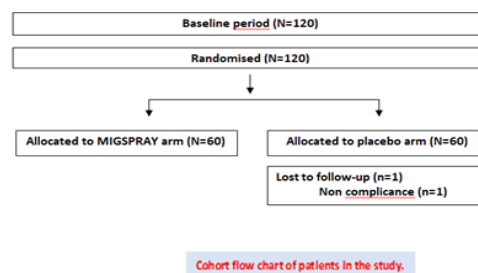 Baseline period (N=120)
Randomised (N=120)
Allocated to MIGSPRAY arm (N=60)
Allocated to placebo arm (N=60)
Lost to follow-up (n=1)
Non complicance (n=1)
Cohort flow chart of patients in the study.